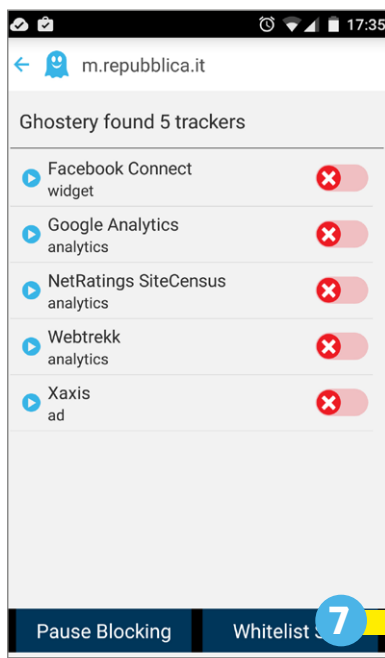 17:35
m.repubblica.it
Ghostery found 5 trackers
Facebook Connect
widget
Google Analytics
analytics
NetRatings SiteCensus
analytics
Webtrekk
analytics
Xaxis
ad
Pause Blocking
Whitelist
7